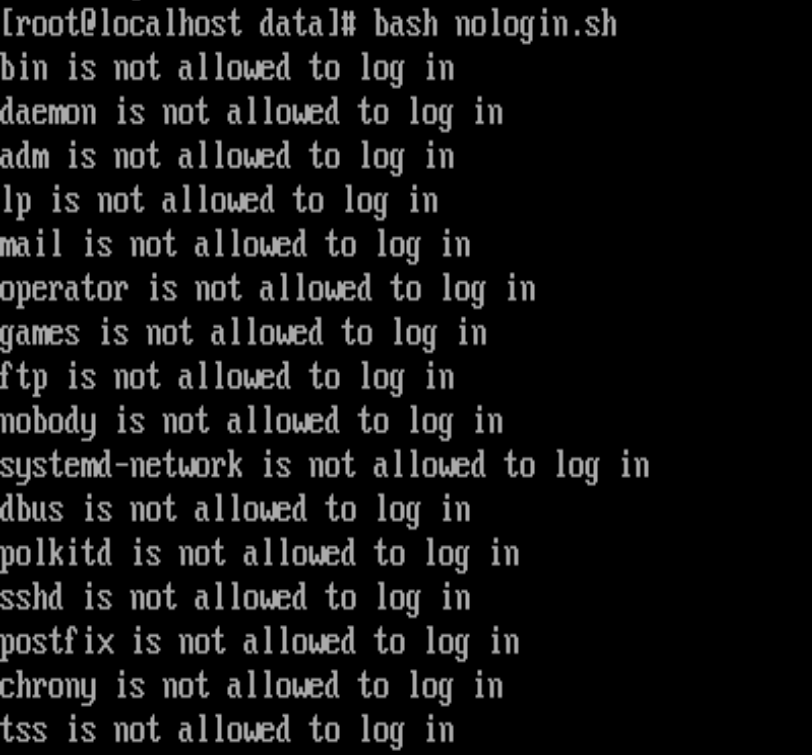 [root@localhost data]# bash nologin.sh
bin is not allowed to log in
daemon is not allowed to log in
adm is not allowed to log in
lp is not allowed to log in
mail is not allowed to log in
operator is not allowed to log in
games is not allowed to log in
ftp is not allowed to log in
nobody is not allowed to log in
systemd-network is not allowed to log in
dbus is not allowed to log in
polkitd is not allowed to log in
sshd is not allowed to log in
postfix is not allowed to log in
chrony is not allowed to log in
tss is not allowed to log in